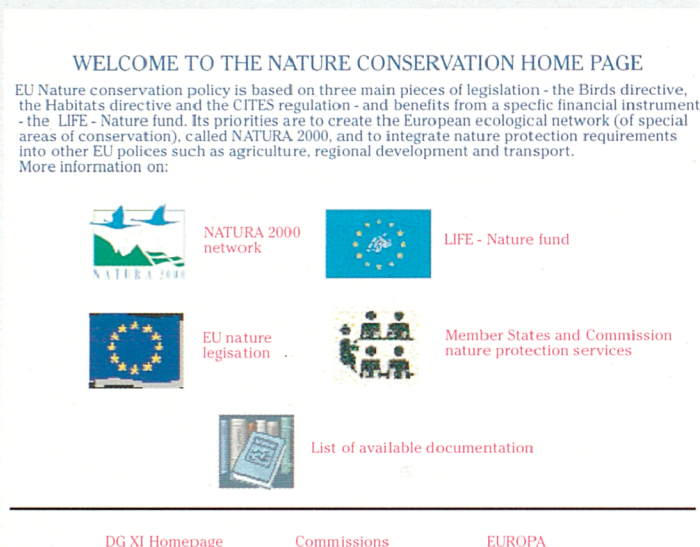 WELCOME TO THE NATURE CONSERVATION HOME PAGE
EU Nature conservation policy is based on three main pieces of legislation - the Birds directive,
the Habitats directive and the CITES regulation - and benefits from a specfic financial instrument
- the LIFE - Nature fund. Its priorities are to create the European ecological network (of special
areas of conservation), called NATURA 2000, and to integrate nature protection requirements
into other EU polices such as agriculture, regional development and transport.
More information on:
NATURA 2000
network
LIFE - Nature fund
NATURA 2000
EU nature
legisation
Member States and Commission
nature protection services
List of available documentation
DG XI Homepage Commissions EUROPA